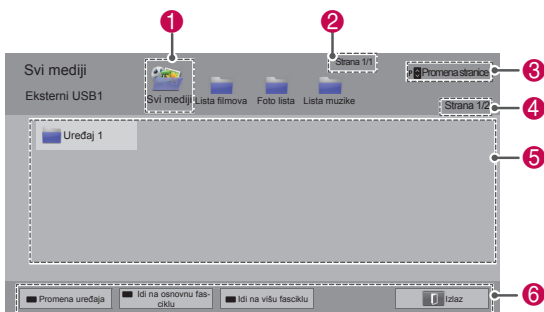 1
2
Strana 1/1
Svi mediji
P Promena stranice
3
Eksterni USB1
Svi mediji
Lista filmova
Foto lista
Lista muzike
Strana 1/2
4
Uređaj 1
5
Promena uređaja
Idi na osnovnu fas-
ciklu
Idi na višu fasciklu
Izlaz
6